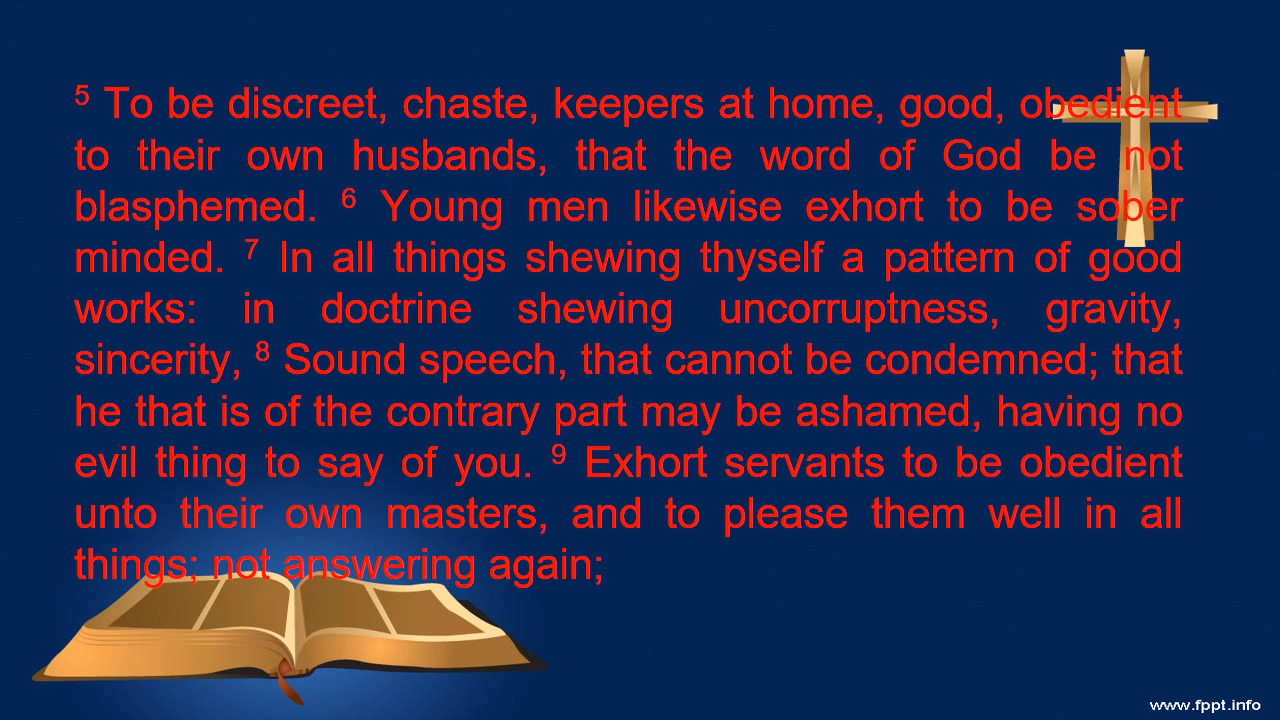 5 To be discreet, chaste, keepers at home, good, obedient
to their own husbands, that the word of God be not
blasphemed. 6 Young men likewise exhort to be sober
minded. 7 In all things shewing thyself a pattern of good
works: in doctrine shewing uncorruptness, gravity,
sincerity, 8 Sound speech, that cannot be condemned; that
he that is of the contrary part may be ashamed, having no
evil thing to say of you. 9 Exhort servants to be obedient
unto their own masters, and to please them well in all
things; not answering again;
www.fppt.info